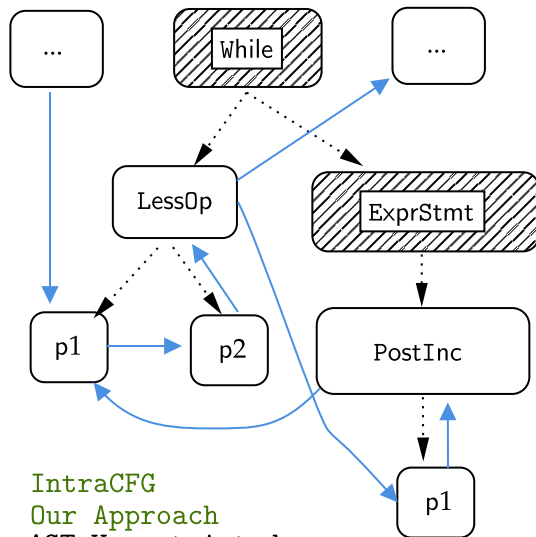 ...
While
...
LessOp
ExprStmt
p1
p2
PostInc
p1
IntraCFG
Our Approach